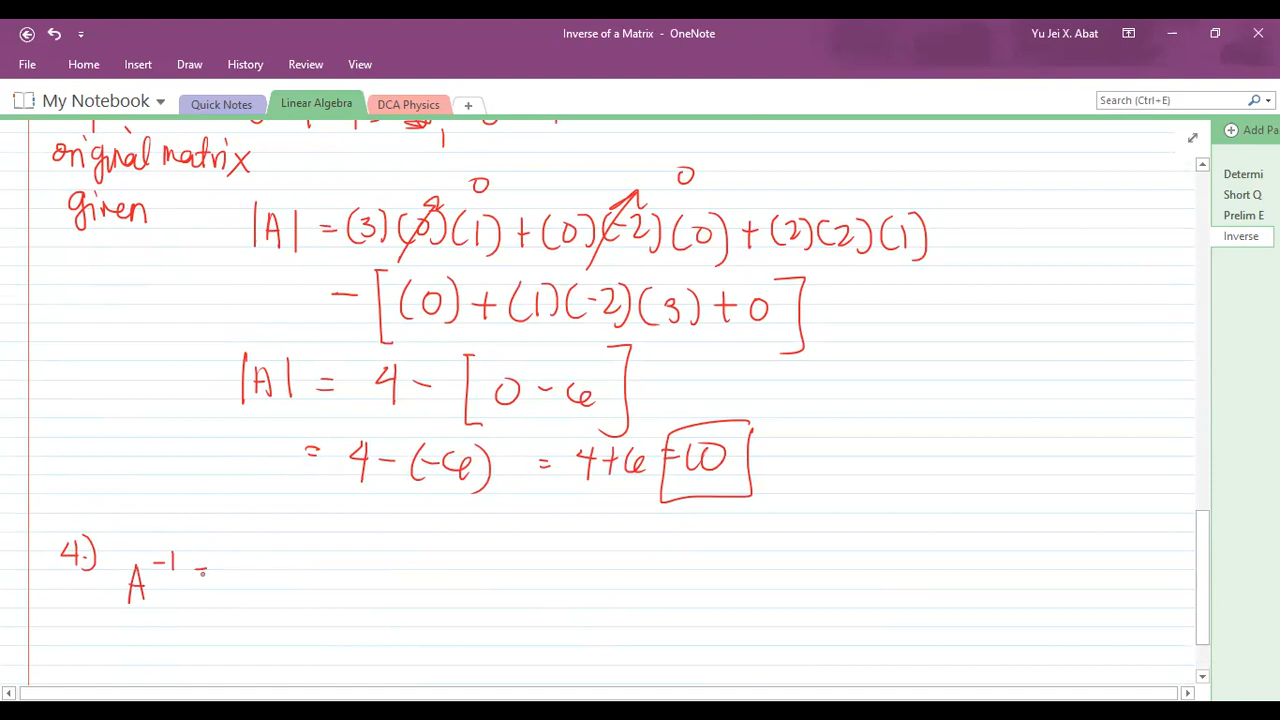 Inverse of a Matrix - OneNote
Yu Jei X. Abat
File Home Insert Draw History Review View
My Notebook Quick Notes Linear Algebra DCA Physics +
Search (Ctrl+E)
Add Pa
Determi
Short Q
Prelim E
Inverse
original matrix
given
0 0
|A| = (3)(0)(1) + (0)(-2)(0) + (2)(2)(1)
- [(0) + (1)(-2)(3) + 0]
|A| = 4 - [0 - 6]
= 4 - (-6) = 4+6 = 10
4.) A^-1 =